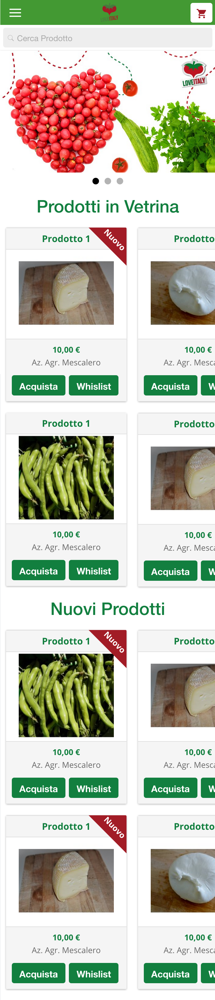 LOVEITALY
Cerca Prodotto
LOVEITALY
Prodotti in Vetrina
Prodotto 1
Nuovo
Prodotto
10,00 €
10,00 €
Az. Agr. Mescalero
Az. Agr. Mesca
Acquista
Whislist
Acquista
W
Prodotto 1
Prodotto
10,00 €
10,00 €
Az. Agr. Mescalero
Az. Agr. Mesca
Acquista
Whislist
Acquista
W
Nuovi Prodotti
Prodotto 1
Nuovo
Prodotto
10,00 €
10,00 €
Az. Agr. Mescalero
Az. Agr. Mesca
Acquista
Whislist
Acquista
W
Prodotto 1
Nuovo
Prodotto
10,00 €
10,00 €
Az. Agr. Mescalero
Az. Agr. Mesca
Acquista
Whislist
Acquista
W